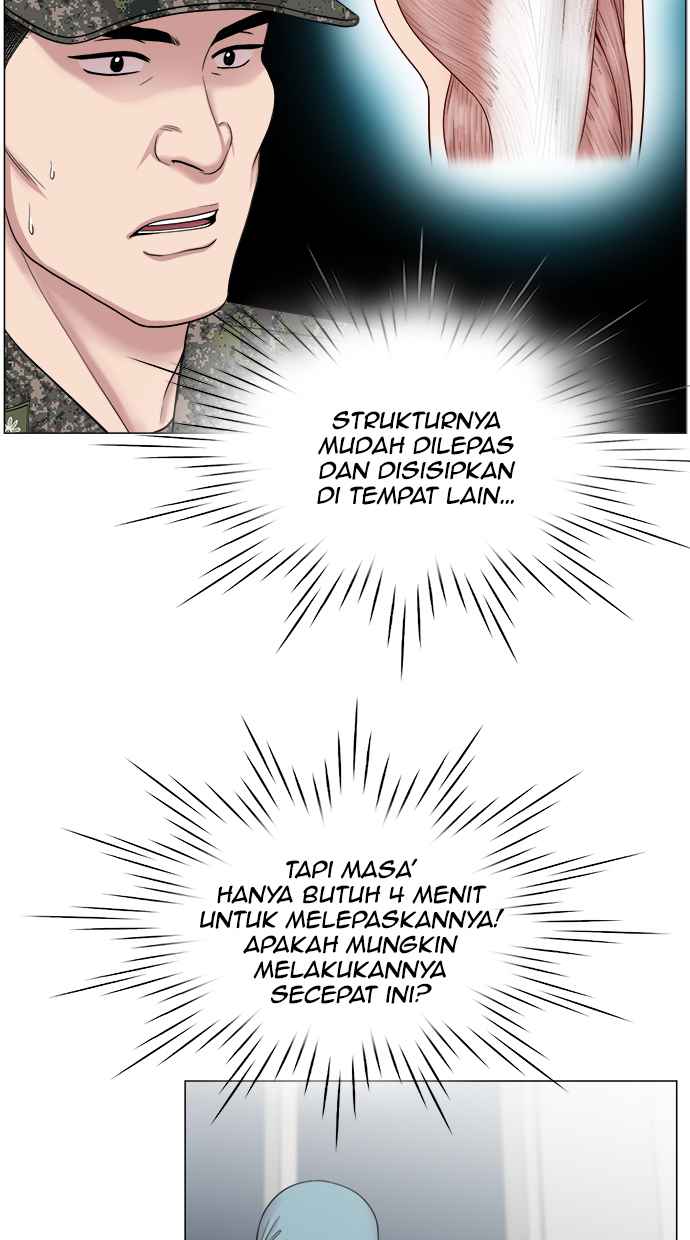 STRUKTURNYA
MUDAH DILEPAS
DAN DISISIPKAN
DI TEMPAT LAIN...
TAPI MASA'
HANYA BUTUH 4 MENIT
UNTUK MELEPASKANNYA!
APAKAH MUNGKIN
MELAKUKANNYA
SECEPAT INI?